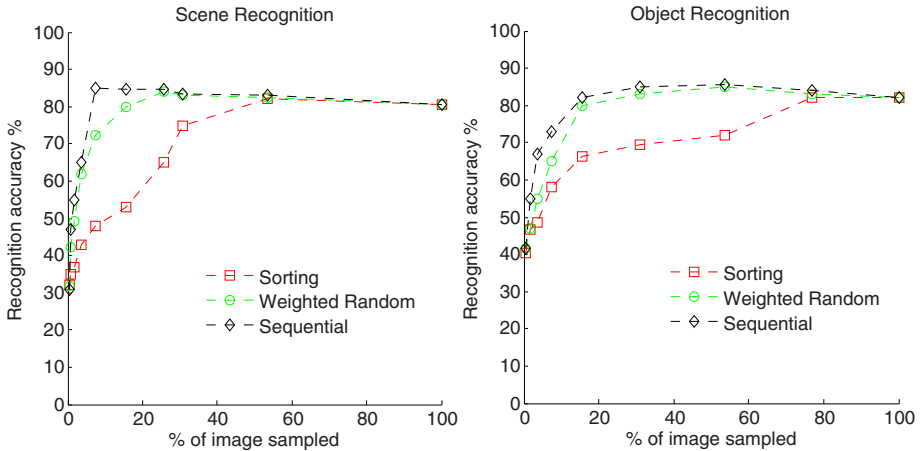 Scene Recognition
100
90
80
70
60
50
40
30
20
10
0
Recognition accuracy %
Sorting
Weighted Random
Sequential
0 20 40 60 80 100
% of image sampled
Object Recognition
100
90
80
70
60
50
40
30
20
10
0
Recognition accuracy %
Sorting
Weighted Random
Sequential
0 20 40 60 80 100
% of image sampled